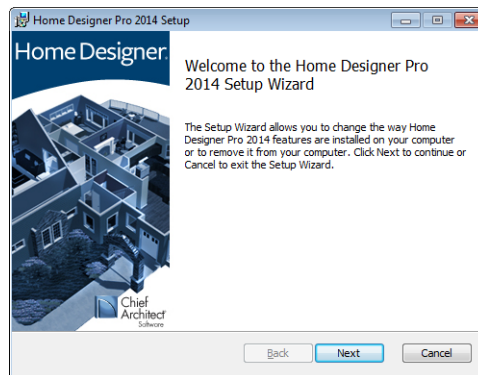 Home Designer Pro 2014 Setup
Home Designer.
Welcome to the Home Designer Pro
2014 Setup Wizard
The Setup Wizard allows you to change the way Home
Designer Pro 2014 features are installed on your computer
or to remove it from your computer. Click Next to continue or
Cancel to exit the Setup Wizard.
Chief
Architect
Software
Back
Next
Cancel